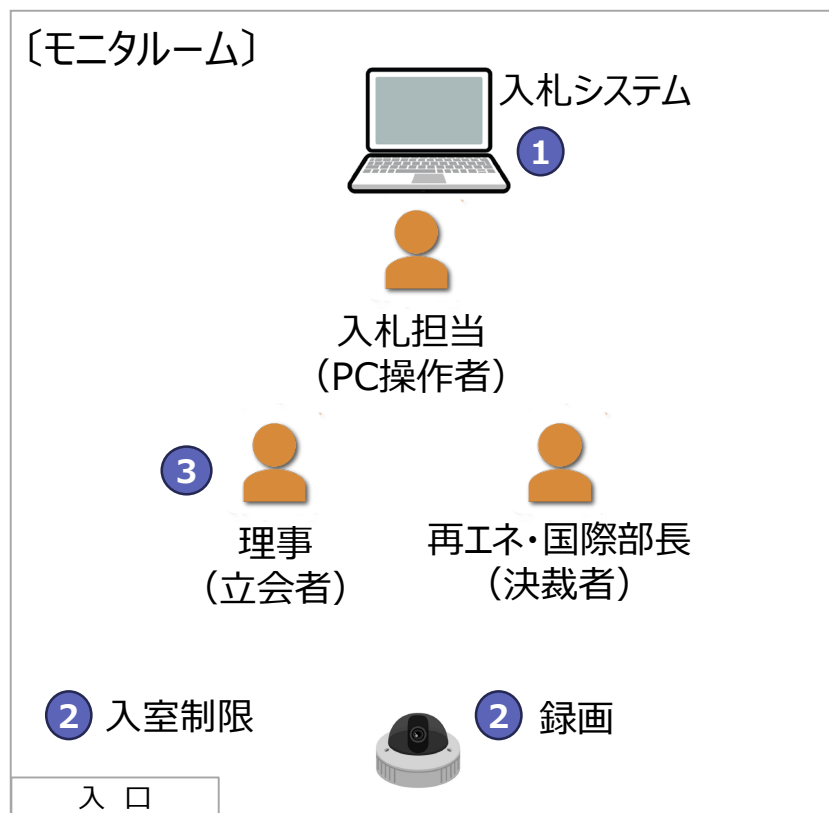 〔モニタルーム〕
入札システム
1
入札担当
（PC操作者）
3
理事
（立会者）
再エネ・国際部長
（決裁者）
2 入室制限
2 録画
入 口